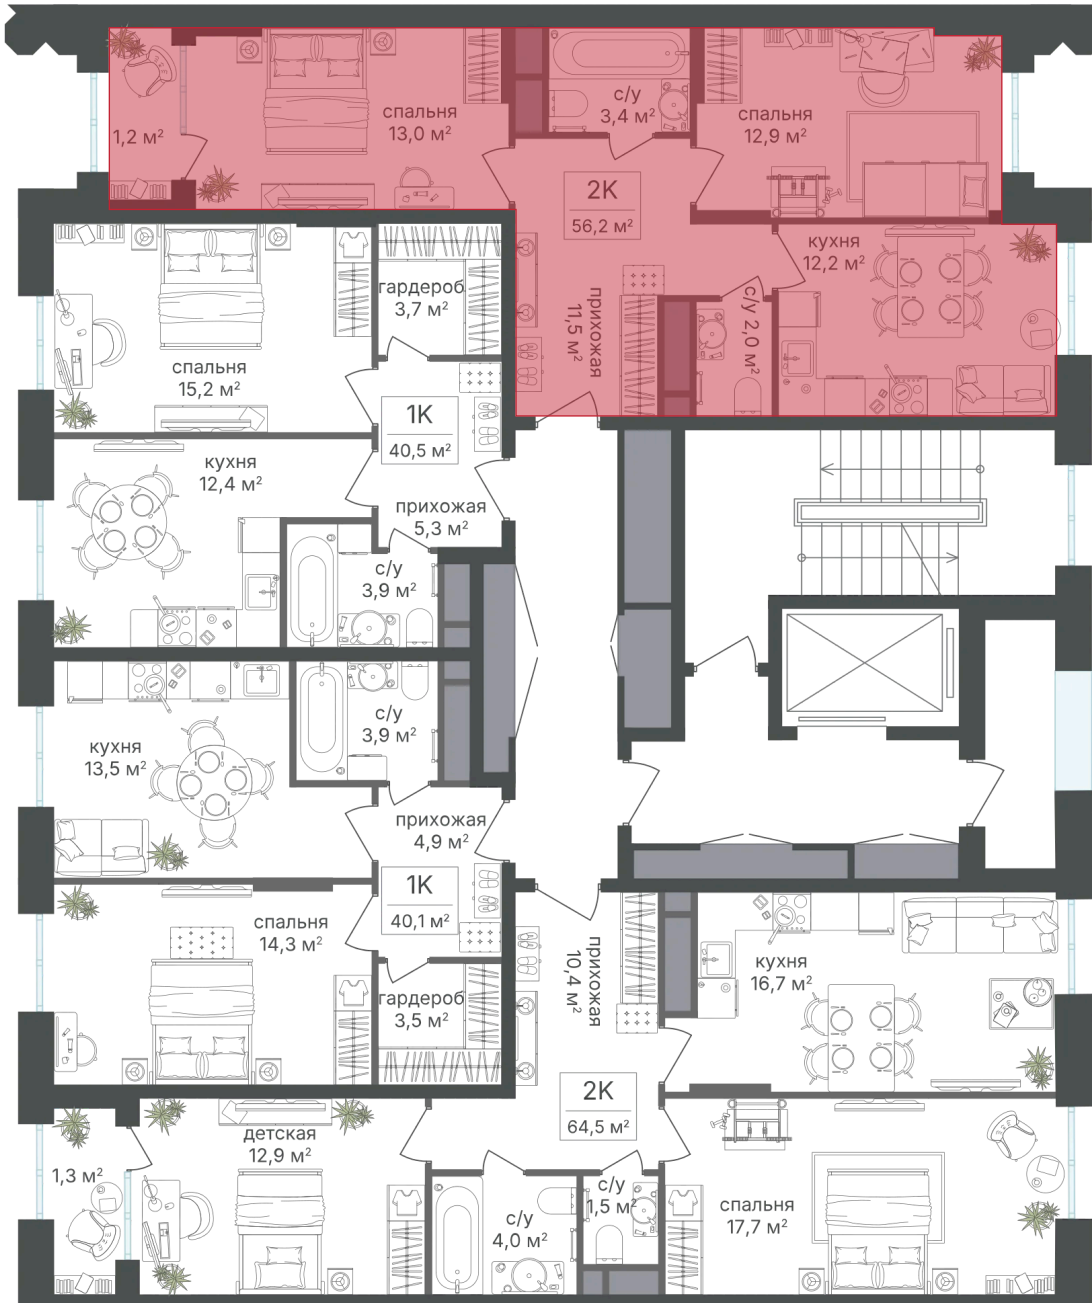 1,2 м²
спальня
13,0 м²
с/у
3,4 м²
спальня
12,9 м²
2К
56,2 м²
кухня
12,2 м²
прихожая
11,5 м²
с/у 2,0 м²
гардероб
3,7 м²
спальня
15,2 м²
1К
40,5 м²
кухня
12,4 м²
прихожая
5,3 м²
с/у
3,9 м²
с/у
3,9 м²
кухня
13,5 м²
прихожая
4,9 м²
1К
40,1 м²
спальня
14,3 м²
гардероб
3,5 м²
прихожая
10,4 м²
кухня
16,7 м²
2К
64,5 м²
детская
12,9 м²
1,3 м²
с/у
4,0 м²
с/у
1,5 м²
спальня
17,7 м²